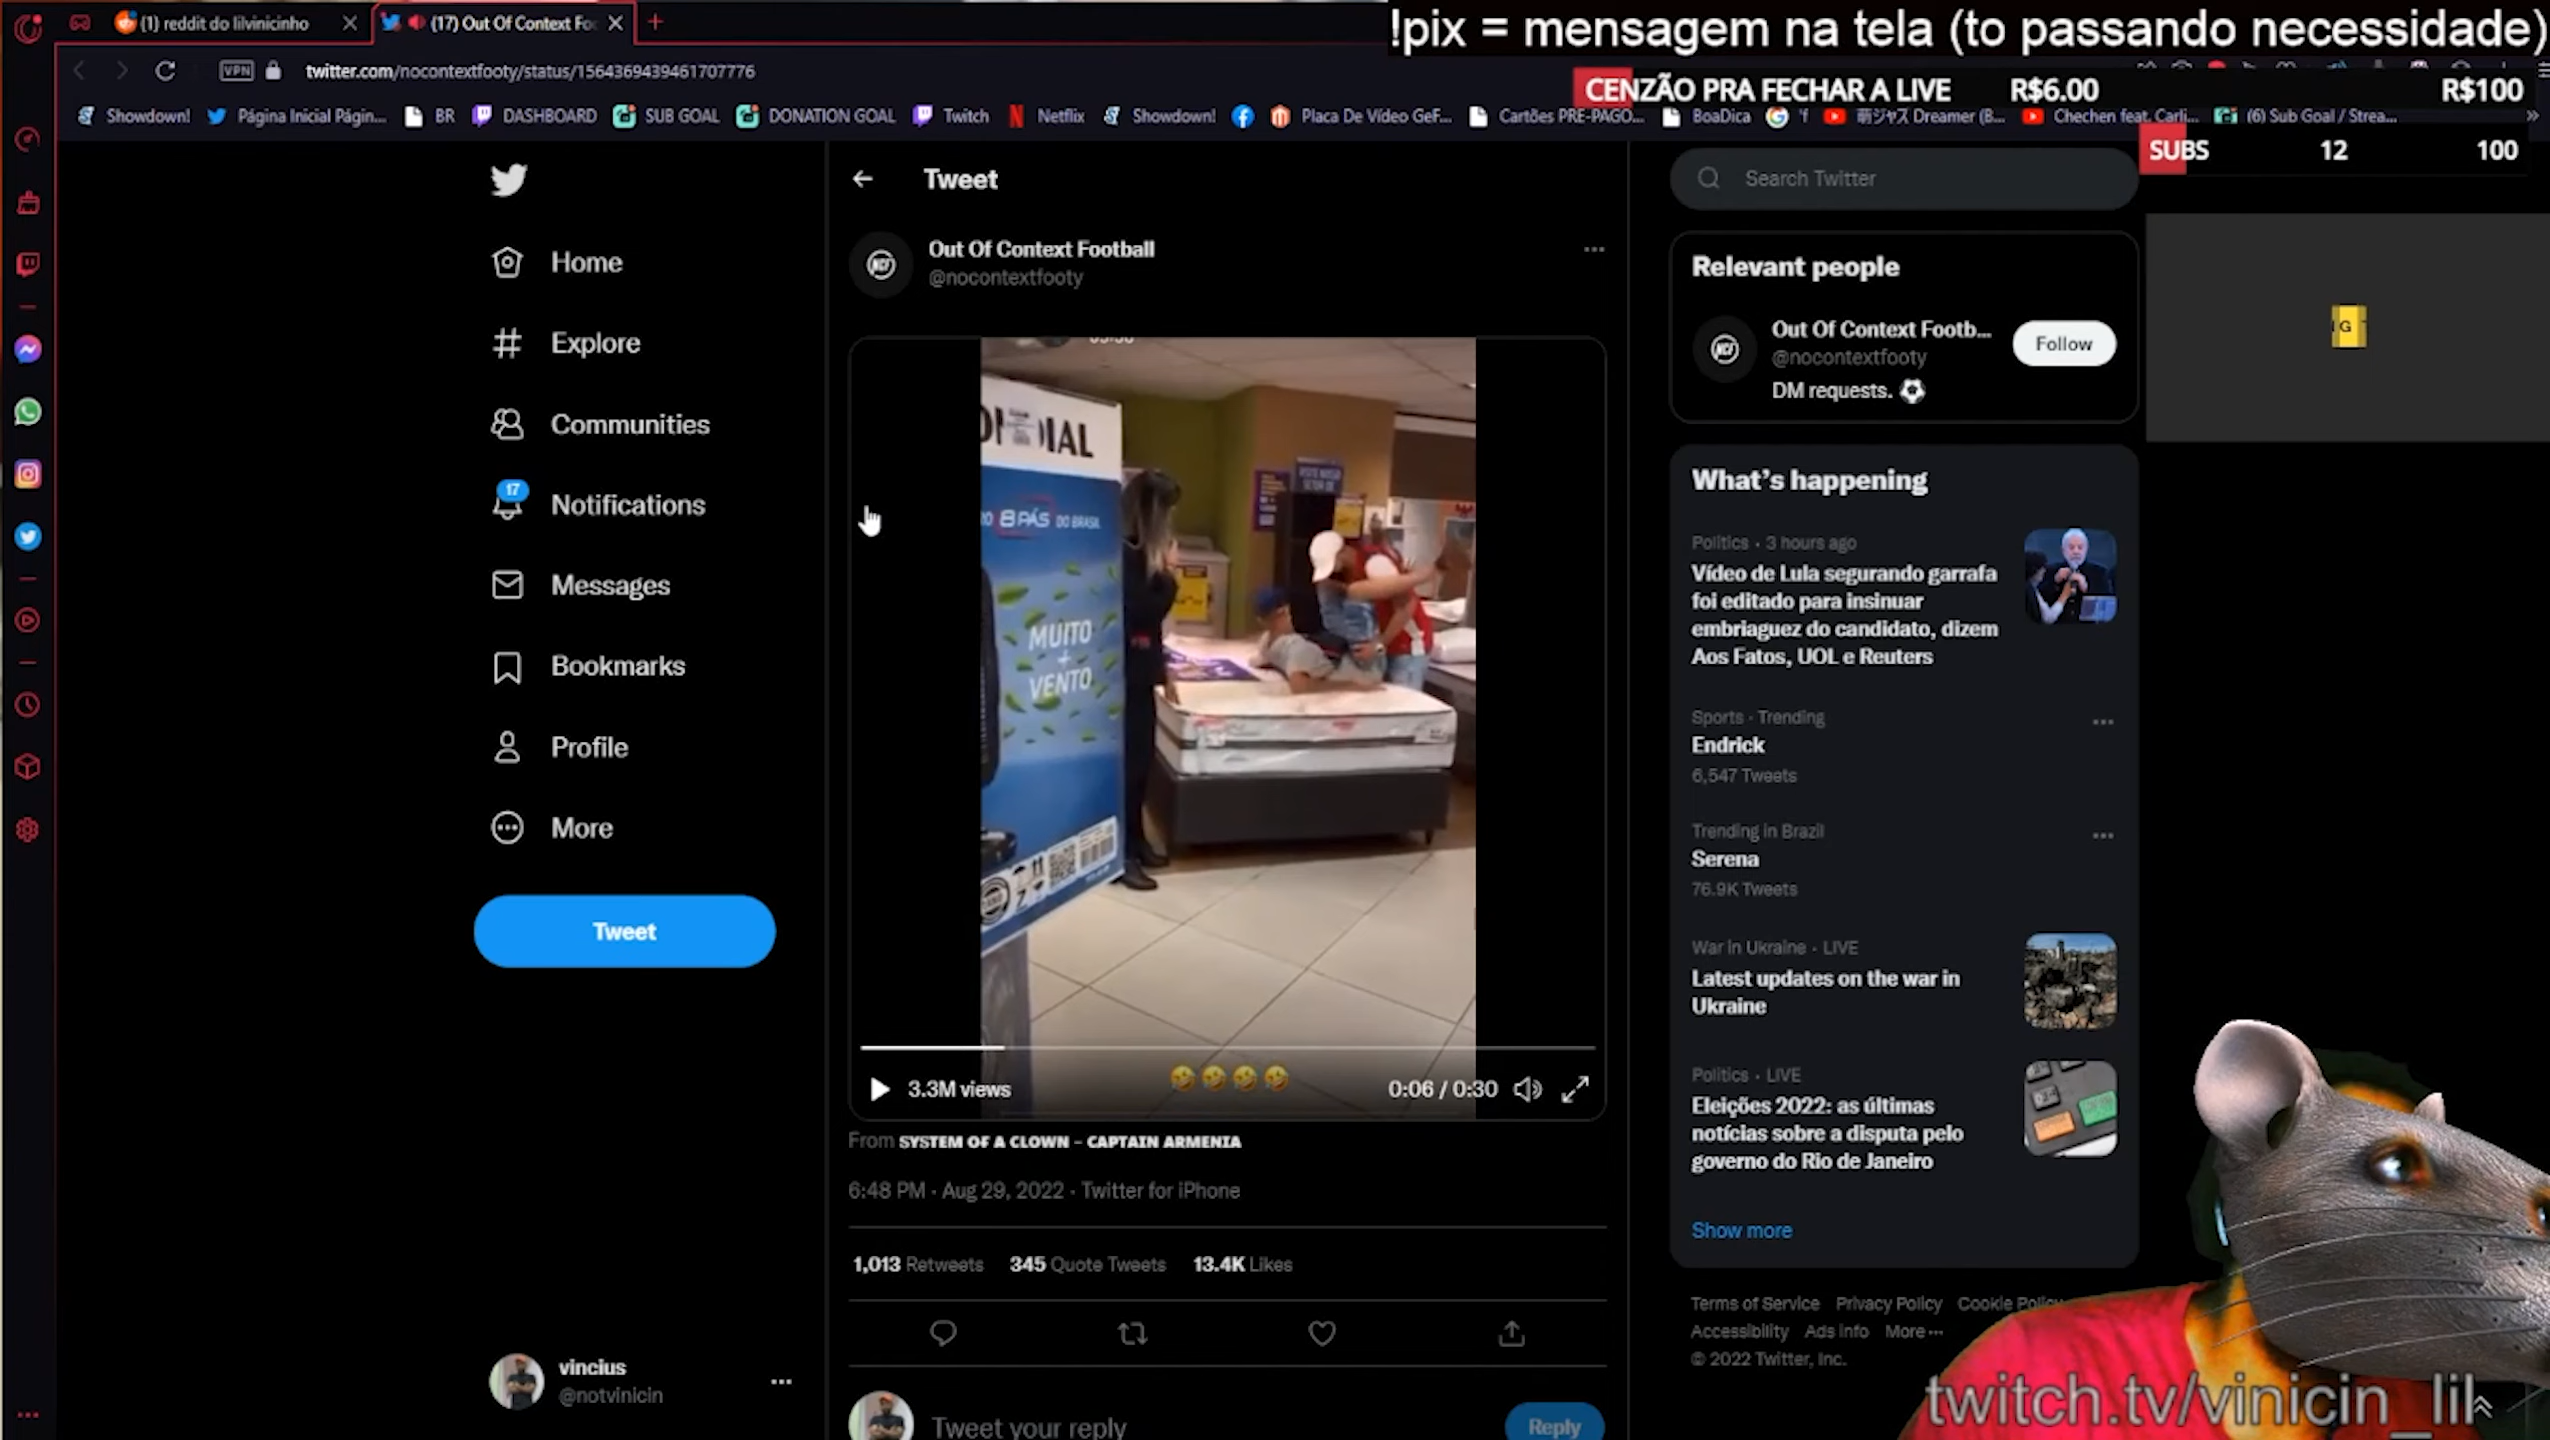 (1) reddit do lilvinicinho
(17) Out Of Context Fo
!pix = mensagem na tela (to passando necessidade)
VPN
twitter.com/nocontextfooty/status/1564369439461707776
CENZÃO PRA FECHAR A LIVE R$6.00 R$100
Showdown!
Página Inicial Págin...
BR
DASHBOARD
SUB GOAL
DONATION GOAL
Twitch
Netflix
Showdown!
Placa De Vídeo GeF...
Cartões PRÉ-PAGO...
BoaDica
Chechen feat. Carli...
(6) Sub Goal / Strea...
SUBS 12 100
Home
Explore
Communities
17
Notifications
Messages
Bookmarks
Profile
More
Tweet
vincius
@notvinicin
Tweet
Out Of Context Football
@nocontextfooty
8 PÁS DO BRASIL
MUITO
+
VENTO
3.3M views
0:06 / 0:30
From SYSTEM OF A CLOWN - CAPTAIN ARMENIA
6:48 PM · Aug 29, 2022 · Twitter for iPhone
1,013 Retweets 345 Quote Tweets 13.4K Likes
Tweet your reply
Reply
Search Twitter
Relevant people
Out Of Context Footb...
@nocontextfooty
Follow
DM requests.
G
What's happening
Politics · 3 hours ago
Vídeo de Lula segurando garrafa
foi editado para insinuar
embriaguez do candidato, dizem
Aos Fatos, UOL e Reuters
Sports · Trending
Endrick
6,547 Tweets
Trending in Brazil
Serena
76.9K Tweets
War in Ukraine · LIVE
Latest updates on the war in
Ukraine
Politics · LIVE
Eleições 2022: as últimas
notícias sobre a disputa pelo
governo do Rio de Janeiro
Show more
Terms of Service Privacy Policy Cookie Policy
Accessibility Ads info More
© 2022 Twitter, Inc.
twitch.tv/vinicin_lil